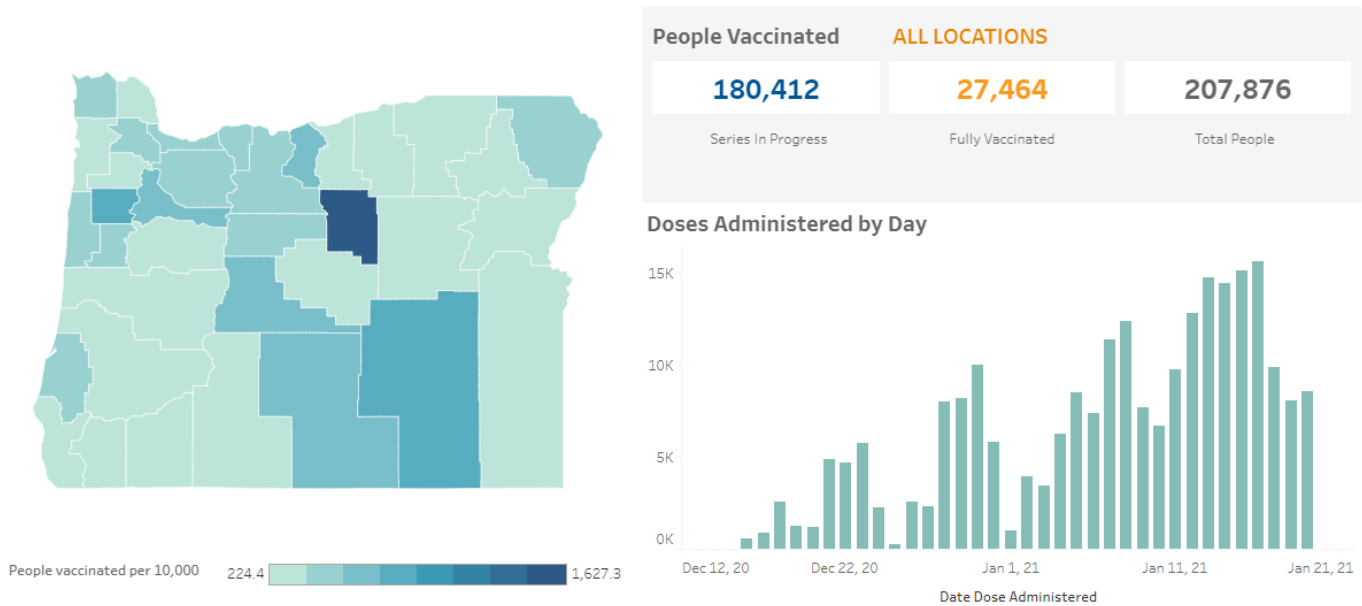 People Vaccinated ALL LOCATIONS
180,412 27,464 207,876
Series In Progress Fully Vaccinated Total People
Doses Administered by Day
15K
10K
5K
0K
Dec 12, 20 Dec 22, 20 Jan 1, 21 Jan 11, 21 Jan 21, 21
Date Dose Administered
People vaccinated per 10,000 224.4 1,627.3